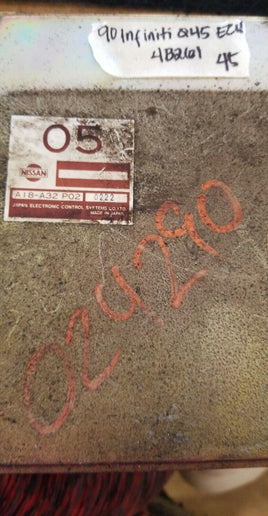 90 Infiniti Q45 ECU
4B261 45
05
NISSAN
A18-A32 P02 0222
JAPAN ELECTRONIC CONTROL SYSTEMS CO., LTD.
MADE IN JAPAN
024290